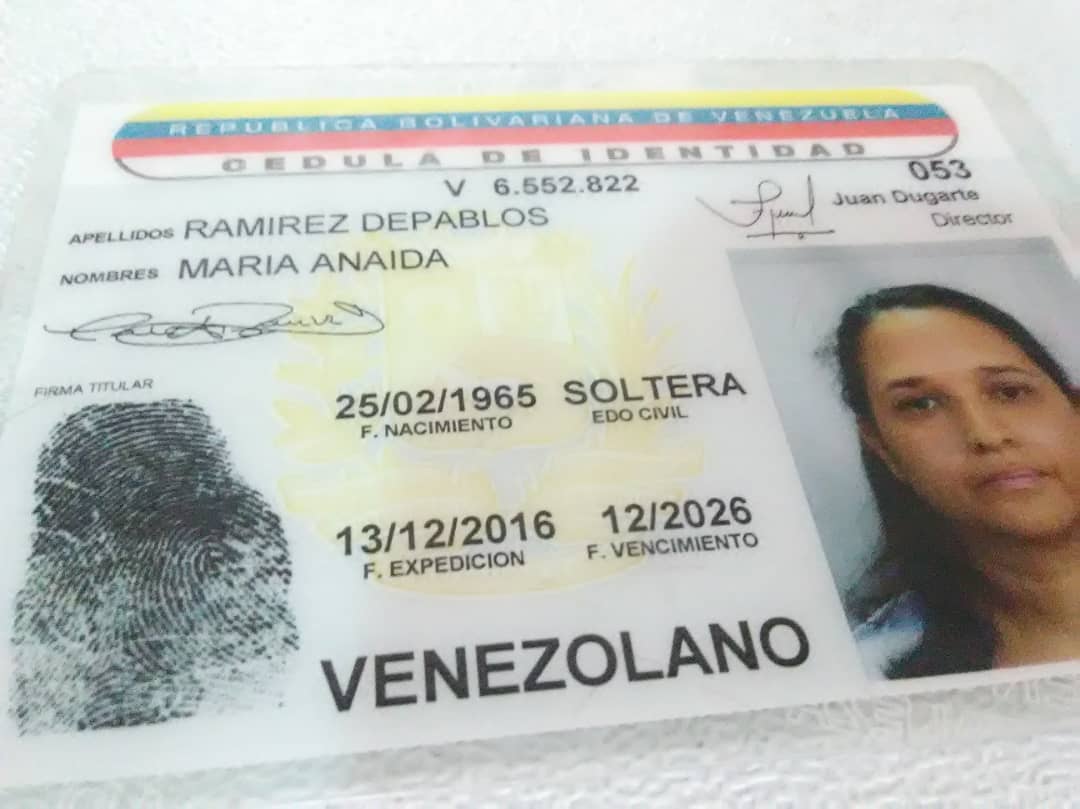 REPUBLICA BOLIVARIANA DE VENEZUELA
CEDULA DE IDENTIDAD
V 6.552.822
053
Juan Dugarte
Director
APELLIDOS RAMIREZ DEPABLOS
NOMBRES MARIA ANAIDA
FIRMA TITULAR
25/02/1965 SOLTERA
F. NACIMIENTO EDO CIVIL
13/12/2016 12/2026
F. EXPEDICION F. VENCIMIENTO
VENEZOLANO